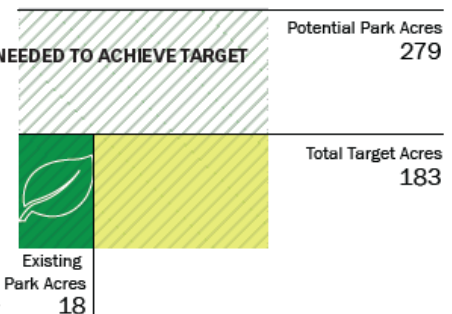 Potential Park Acres
279
NEEDED TO ACHIEVE TARGET
Total Target Acres
183
Existing
Park Acres
18